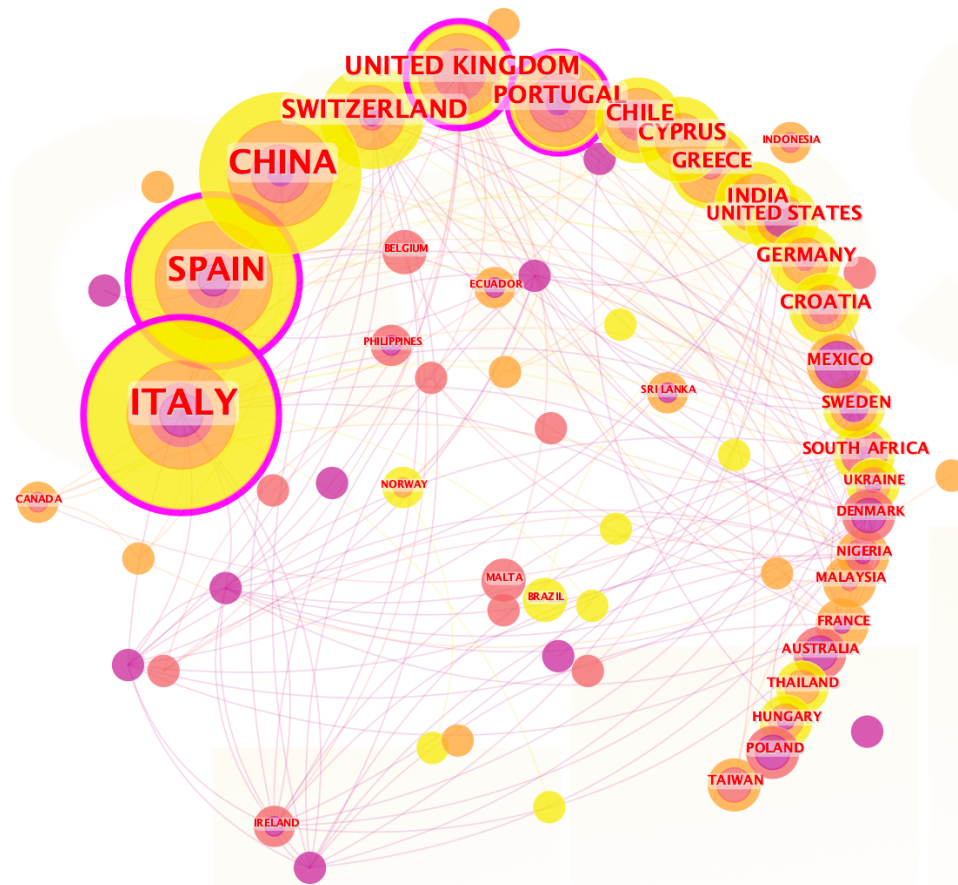 UNITED KINGDOM
PORTUGAL
SWITZERLAND
CHILE
CYPRUS
INDONESIA
CHINA
GREECE
INDIA
UNITED STATES
BELGIUM
GERMANY
SPAIN
ECUADOR
CROATIA
PHILIPPINES
MEXICO
SRI LANKA
ITALY
SWEDEN
SOUTH AFRICA
UKRAINE
NORWAY
CANADA
DENMARK
NIGERIA
MALTA
MALAYSIA
BRAZIL
FRANCE
AUSTRALIA
THAILAND
HUNGARY
POLAND
TAIWAN
IRELAND